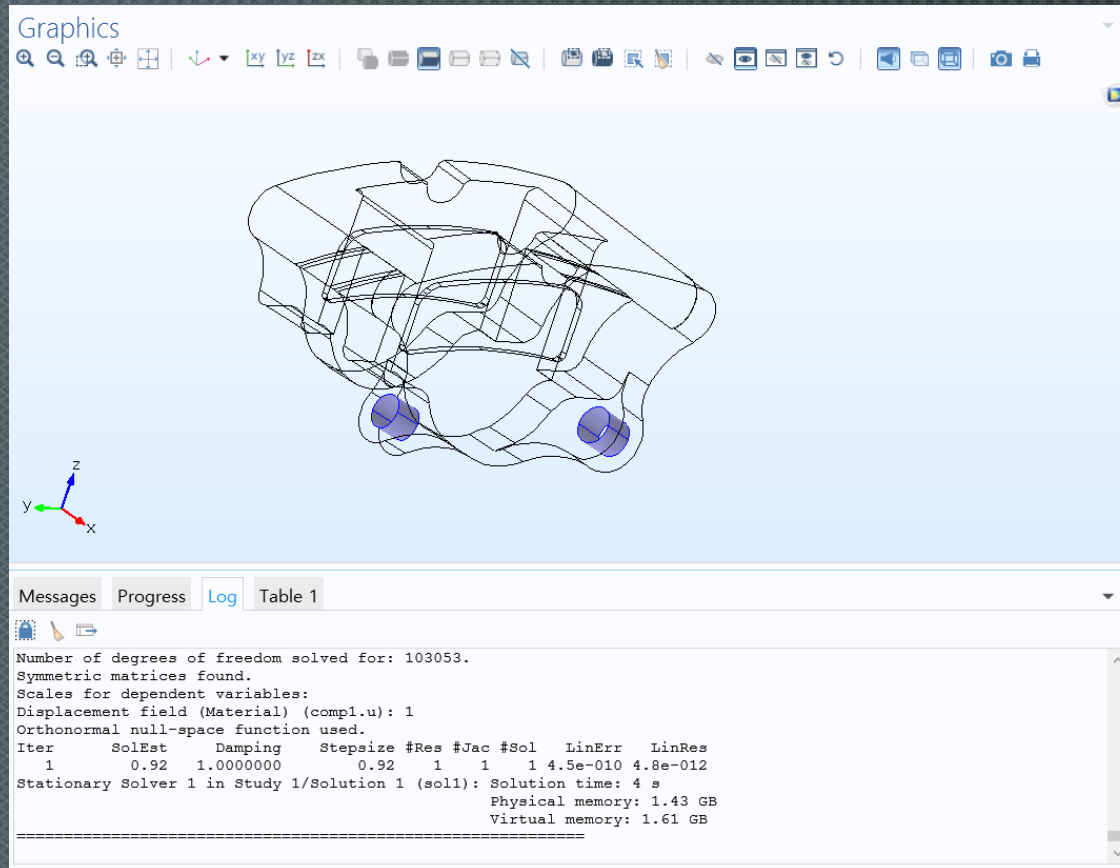 Graphics
xy yz zx
z
y
x
Messages Progress Log Table 1
Number of degrees of freedom solved for: 103053.
Symmetric matrices found.
Scales for dependent variables:
Displacement field (Material) (comp1.u): 1
Orthonormal null-space function used.
Iter SolEst Damping Stepsize #Res #Jac #Sol LinErr LinRes
1 0.92 1.0000000 0.92 1 1 1 4.5e-010 4.8e-012
Stationary Solver 1 in Study 1/Solution 1 (sol1): Solution time: 4 s
Physical memory: 1.43 GB
Virtual memory: 1.61 GB
==============================================================